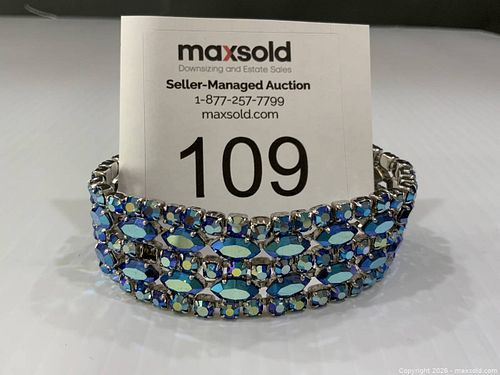 maxsold
Downsizing and Estate Sales
Seller-Managed Auction
1-877-257-7799
maxsold.com
109
Copyright 2026 - maxsold.com